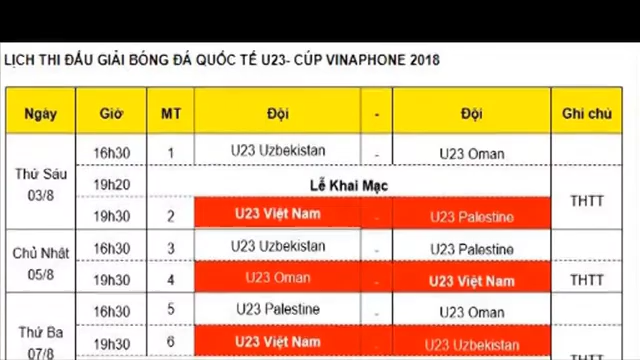 LỊCH THI ĐẤU GIẢI BÓNG ĐÁ QUỐC TẾ U23- CÚP VINAPHONE 2018
Ngày Giờ MT Đội - Đội Ghi chú
16h30 1 U23 Uzbekistan - U23 Oman
Thứ Sáu
03/8
19h20 Lễ Khai Mạc
THTT
19h30 2 U23 Việt Nam - U23 Palestine
Chủ Nhật
05/8
16h30 3 U23 Uzbekistan - U23 Palestine
19h30 4 U23 Oman - U23 Việt Nam THTT
16h30 5 U23 Palestine - U23 Oman
Thứ Ba
07/8
19h30 6 U23 Việt Nam - U23 Uzbekistan
THTT